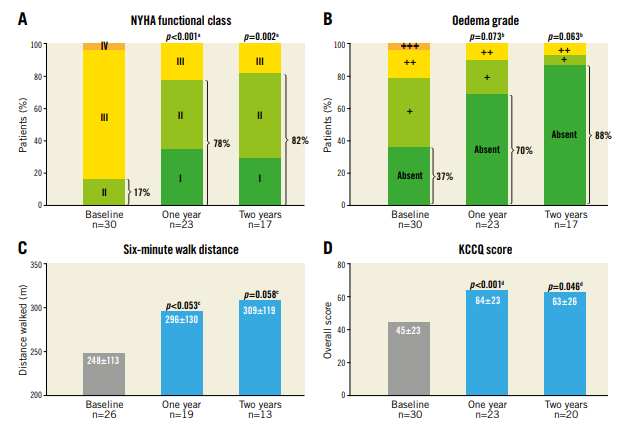 A NYHA functional class
p<0.001ᵃ p=0.002ᵃ
Patients (%)
100
80
60
40
20
0
IV
III
II
17%
III
II
I
78%
III
II
I
82%
Baseline One year Two years
n=30 n=23 n=17
B Oedema grade
p=0.073ᵇ p=0.063ᵇ
Patients (%)
100
80
60
40
20
0
+++
++
+
Absent
37%
++
+
Absent
70%
++
+
Absent
88%
Baseline One year Two years
n=30 n=23 n=17
C Six-minute walk distance
Distance walked (m)
350
300
250
200
p<0.053ᶜ p=0.058ᶜ
248±113 296±130 309±119
Baseline One year Two years
n=26 n=19 n=13
D KCCQ score
Overall score
80
60
40
20
0
p<0.001ᵈ p=0.046ᵈ
45±23 64±23 63±26
Baseline One year Two years
n=30 n=23 n=20